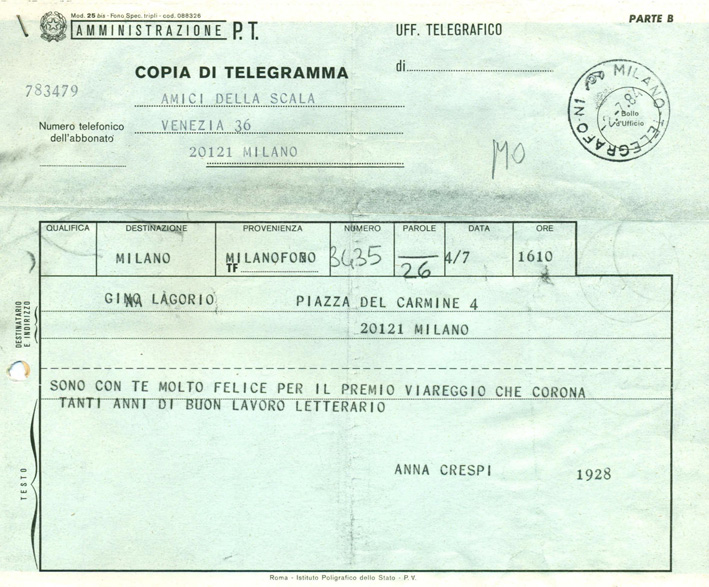 Mod. 25 bis - Fono Soc. tripli - cod. 088326
AMMINISTRAZIONE P.T.
UFF. TELEGRAFICO
PARTE B
di
COPIA DI TELEGRAMMA
783479
AMICI DELLA SCALA
Numero telefonico
dell'abbonato
VENEZIA 36
20121 MILANO
MILANO - TELEGRAFO N1
Bollo
d'Ufficio
MO
QUALIFICA DESTINAZIONE PROVENIENZA NUMERO PAROLE DATA ORE
MILANO MILANOFONO 3435 26 4/7 1610
TF
DESTINATARIO
E INDIRIZZO
GINA LAGORIO PIAZZA DEL CARMINE 4
20121 MILANO
TESTO
SONO CON TE MOLTO FELICE PER IL PREMIO VIAREGGIO CHE CORONA
TANTI ANNI DI BUON LAVORO LETTERARIO
ANNA CRESPI 1928
Roma - Istituto Poligrafico dello Stato - P.V.